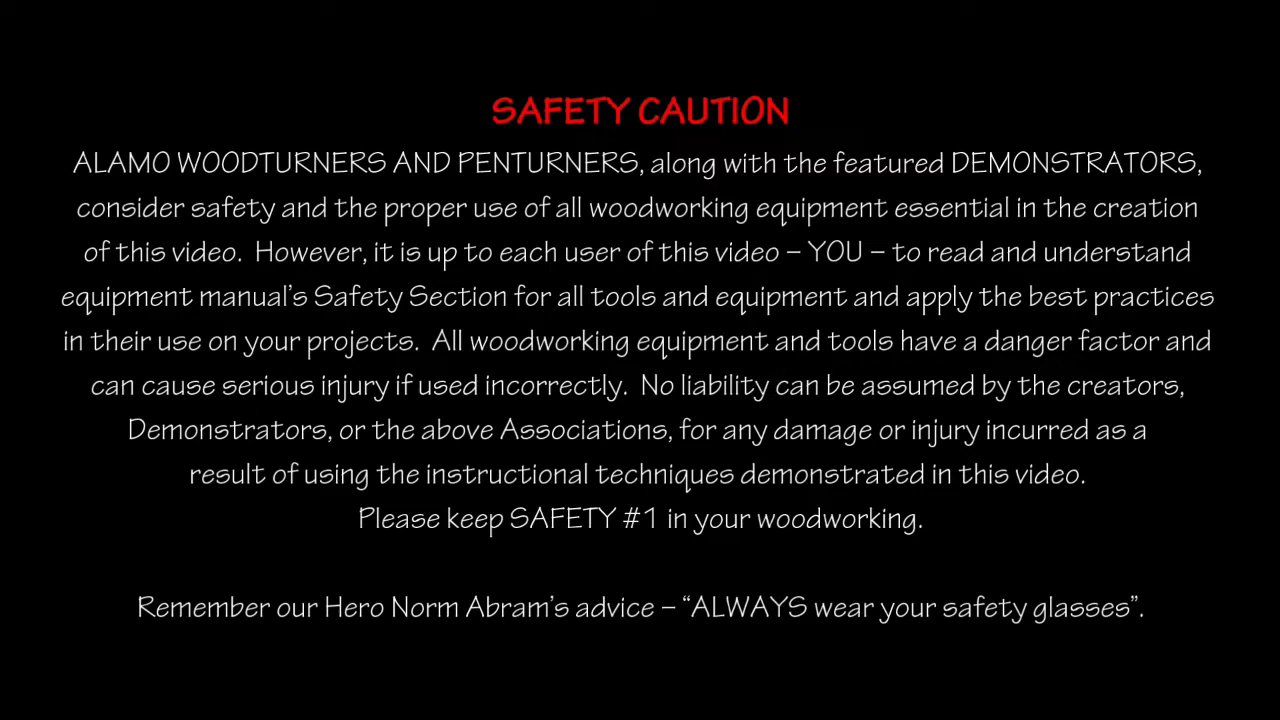 SAFETY CAUTION
ALAMO WOODTURNERS AND PENTURNERS, along with the featured DEMONSTRATORS,
consider safety and the proper use of all woodworking equipment essential in the creation
of this video.  However, it is up to each user of this video – YOU – to read and understand
equipment manual's Safety Section for all tools and equipment and apply the best practices
in their use on your projects.  All woodworking equipment and tools have a danger factor and
can cause serious injury if used incorrectly.  No liability can be assumed by the creators,
Demonstrators, or the above Associations, for any damage or injury incurred as a
result of using the instructional techniques demonstrated in this video.
Please keep SAFETY #1 in your woodworking.
Remember our Hero Norm Abram's advice – “ALWAYS wear your safety glasses”.